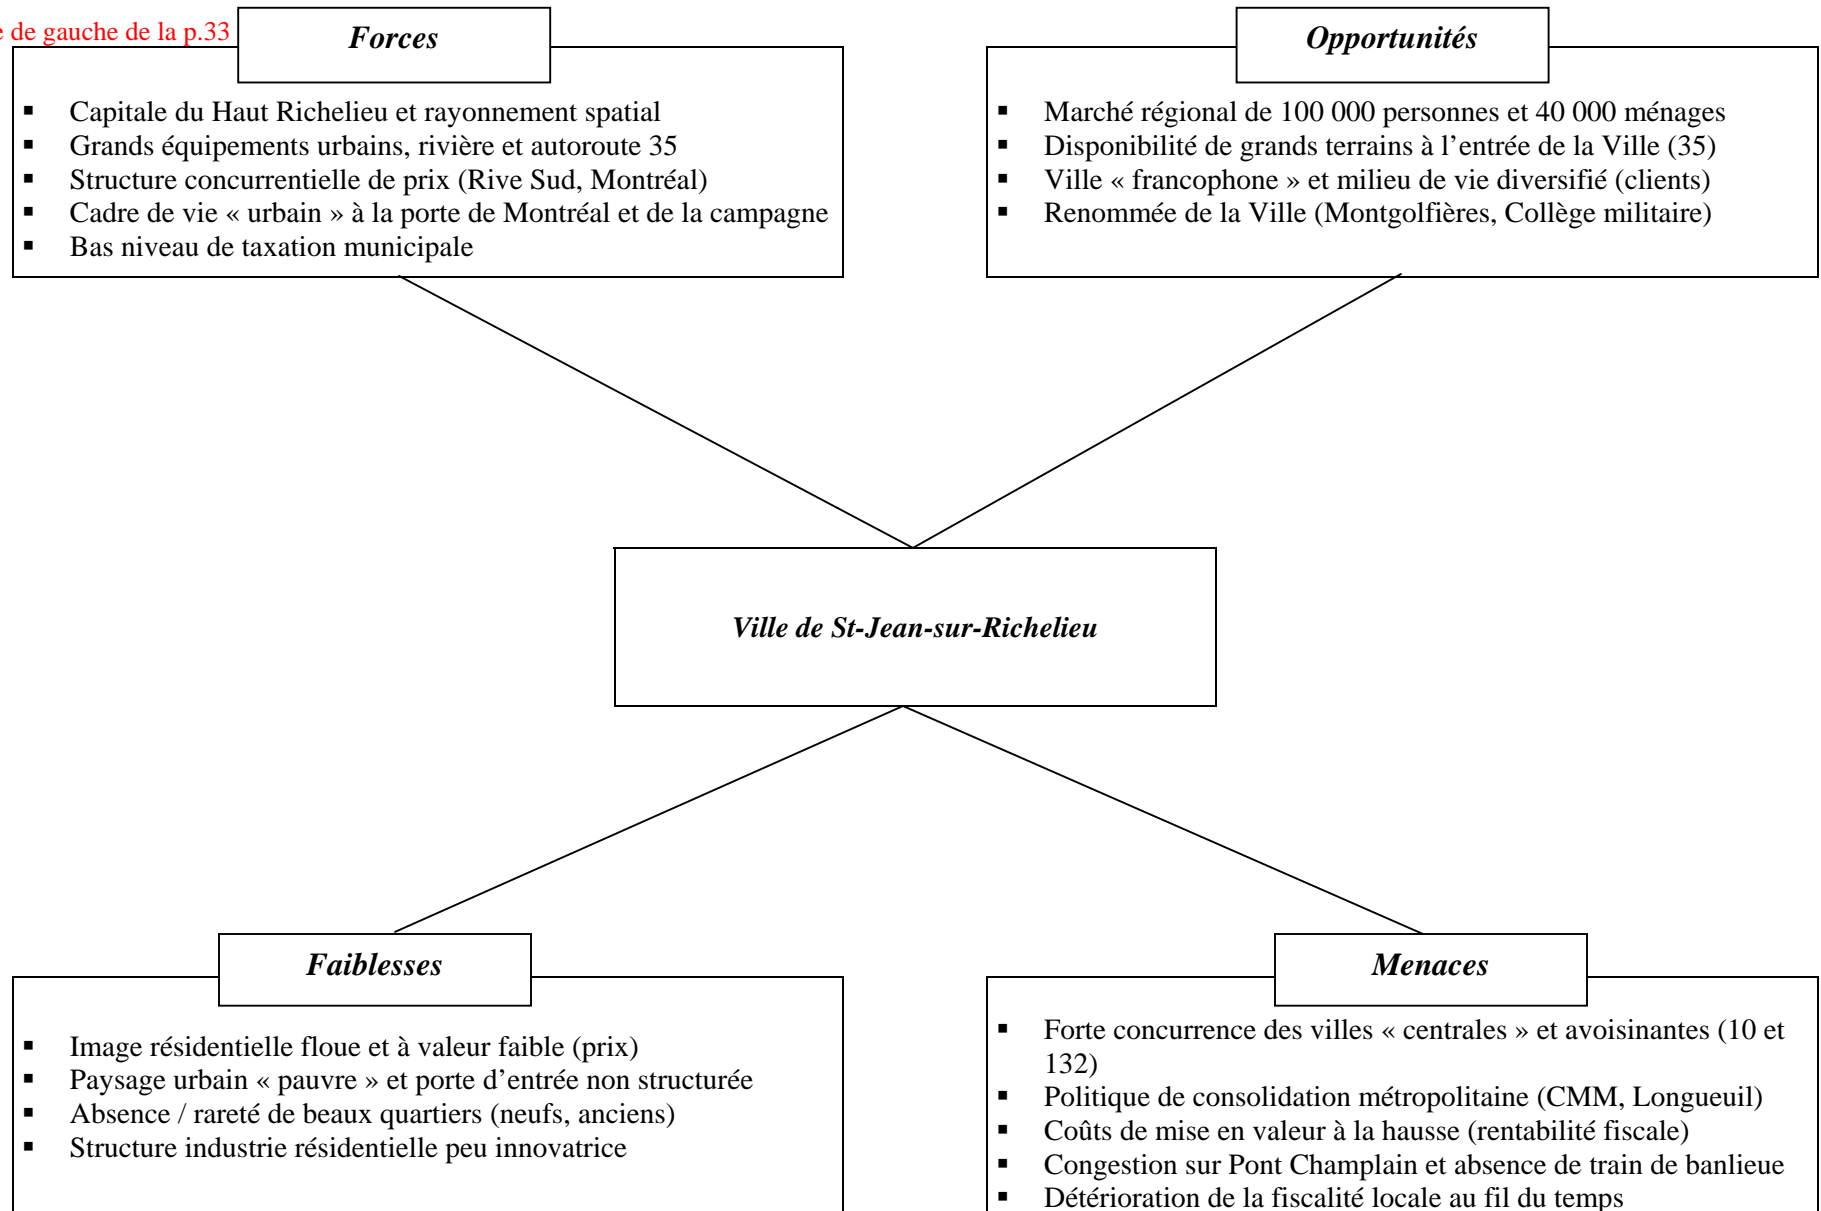 de gauche de la p.33
Forces
▪ Capitale du Haut Richelieu et rayonnement spatial
▪ Grands équipements urbains, rivière et autoroute 35
▪ Structure concurrentielle de prix (Rive Sud, Montréal)
▪ Cadre de vie « urbain » à la porte de Montréal et de la campagne
▪ Bas niveau de taxation municipale
Opportunités
▪ Marché régional de 100 000 personnes et 40 000 ménages
▪ Disponibilité de grands terrains à l’entrée de la Ville (35)
▪ Ville « francophone » et milieu de vie diversifié (clients)
▪ Renommée de la Ville (Montgolfières, Collège militaire)
Ville de St-Jean-sur-Richelieu
Faiblesses
▪ Image résidentielle floue et à valeur faible (prix)
▪ Paysage urbain « pauvre » et porte d’entrée non structurée
▪ Absence / rareté de beaux quartiers (neufs, anciens)
▪ Structure industrie résidentielle peu innovatrice
Menaces
▪ Forte concurrence des villes « centrales » et avoisinantes (10 et
132)
▪ Politique de consolidation métropolitaine (CMM, Longueuil)
▪ Coûts de mise en valeur à la hausse (rentabilité fiscale)
▪ Congestion sur Pont Champlain et absence de train de banlieue
▪ Détérioration de la fiscalité locale au fil du temps